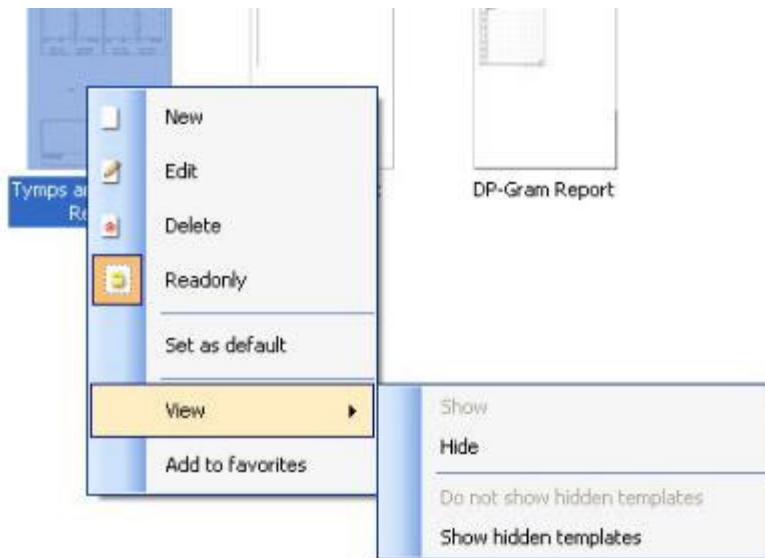 New
Edit
Tymps a
Re
DP-Gram Report
Delete
Readonly
Set as default
View
Show
Hide
Add to favorites
Do not show hidden templates
Show hidden templates